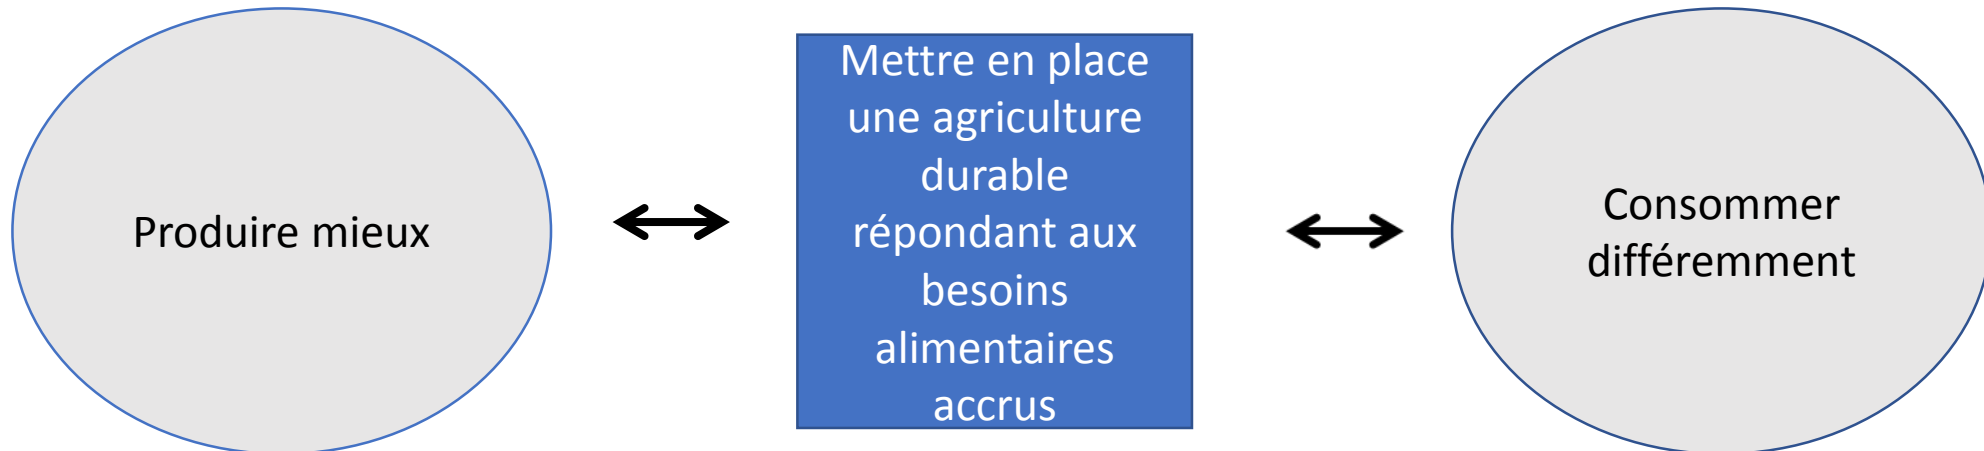 Produire mieux
Mettre en place
une agriculture
durable
répondant aux
besoins
alimentaires
accrus
Consommer
différemment